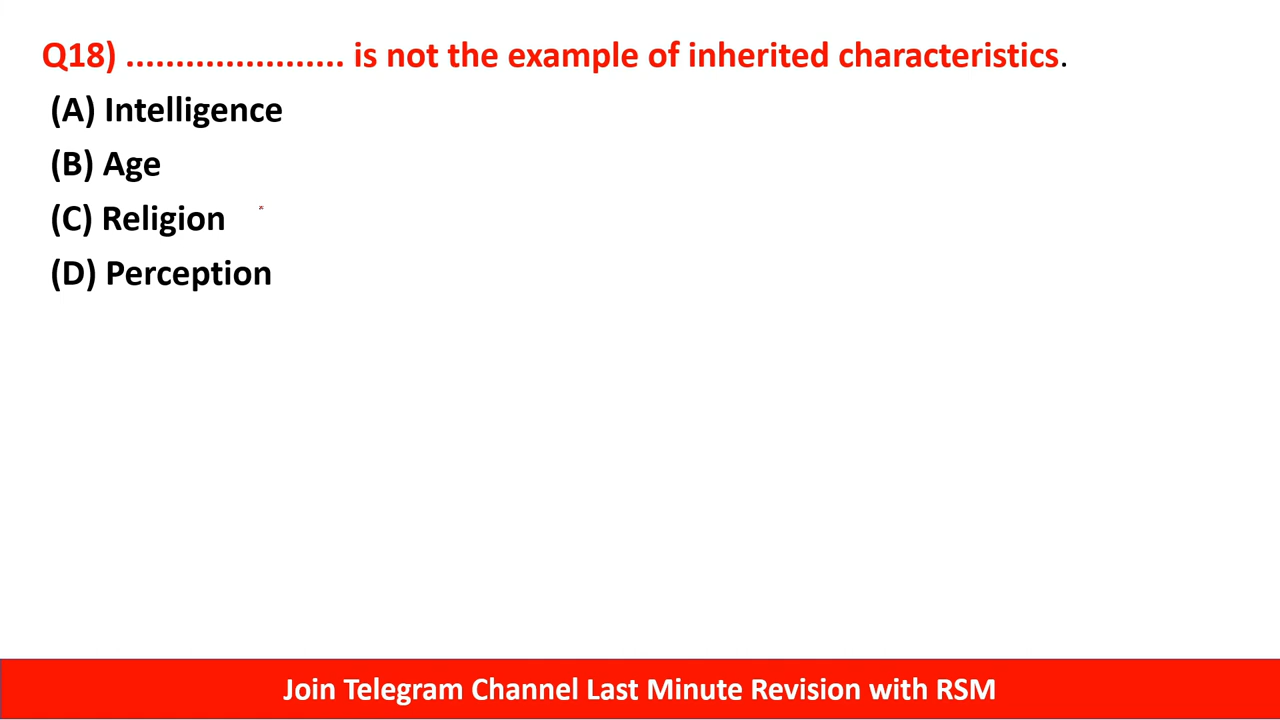 Q18) ...................... is not the example of inherited characteristics.
(A) Intelligence
(B) Age
(C) Religion
(D) Perception
Join Telegram Channel Last Minute Revision with RSM